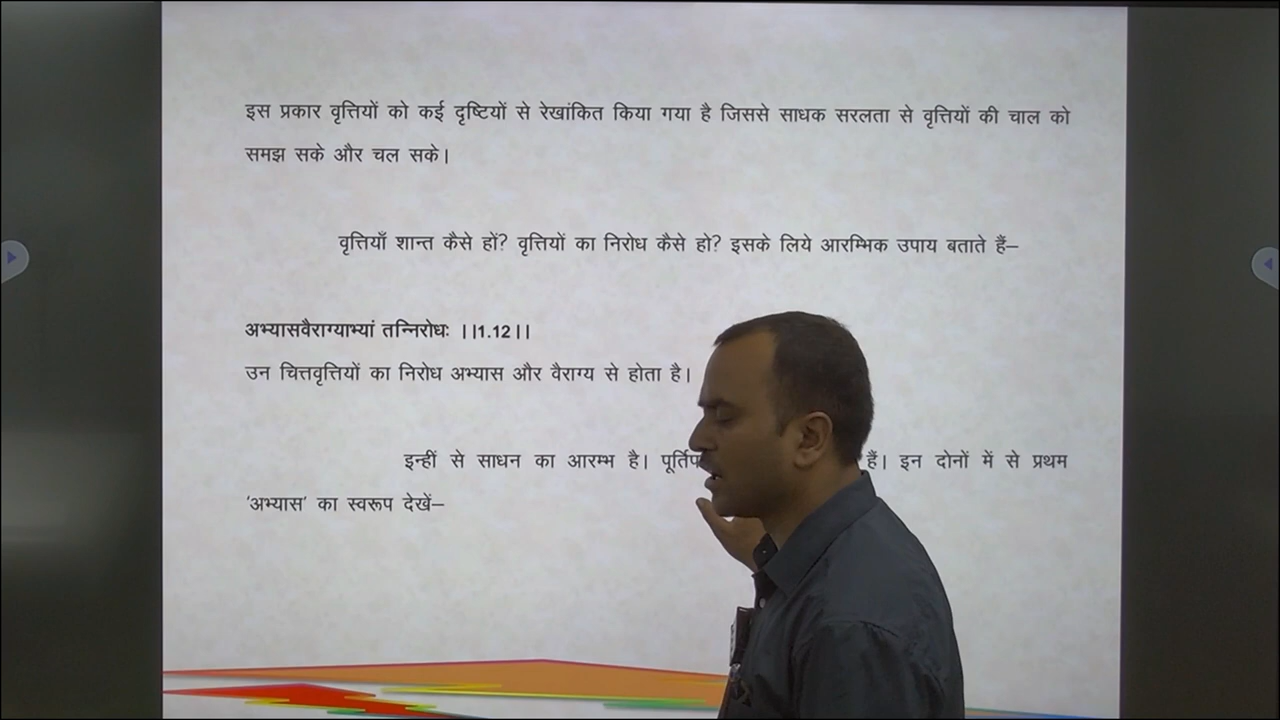 इस प्रकार वृत्तियों को कई दृष्टियों से रेखांकित किया गया है जिससे साधक सरलता से वृत्तियों की चाल को
समझ सके और चल सके।
वृत्तियाँ शान्त कैसे हों? वृत्तियों का निरोध कैसे हो? इसके लिये आरम्भिक उपाय बताते हैं–
अभ्यासवैराग्याभ्यां तन्निरोधः ।।1.12।।
उन चित्तवृत्तियों का निरोध अभ्यास और वैराग्य से होता है।
इन्हीं से साधन का आरम्भ है। हैं। इन दोनों में से प्रथम
'अभ्यास' का स्वरूप देखें–